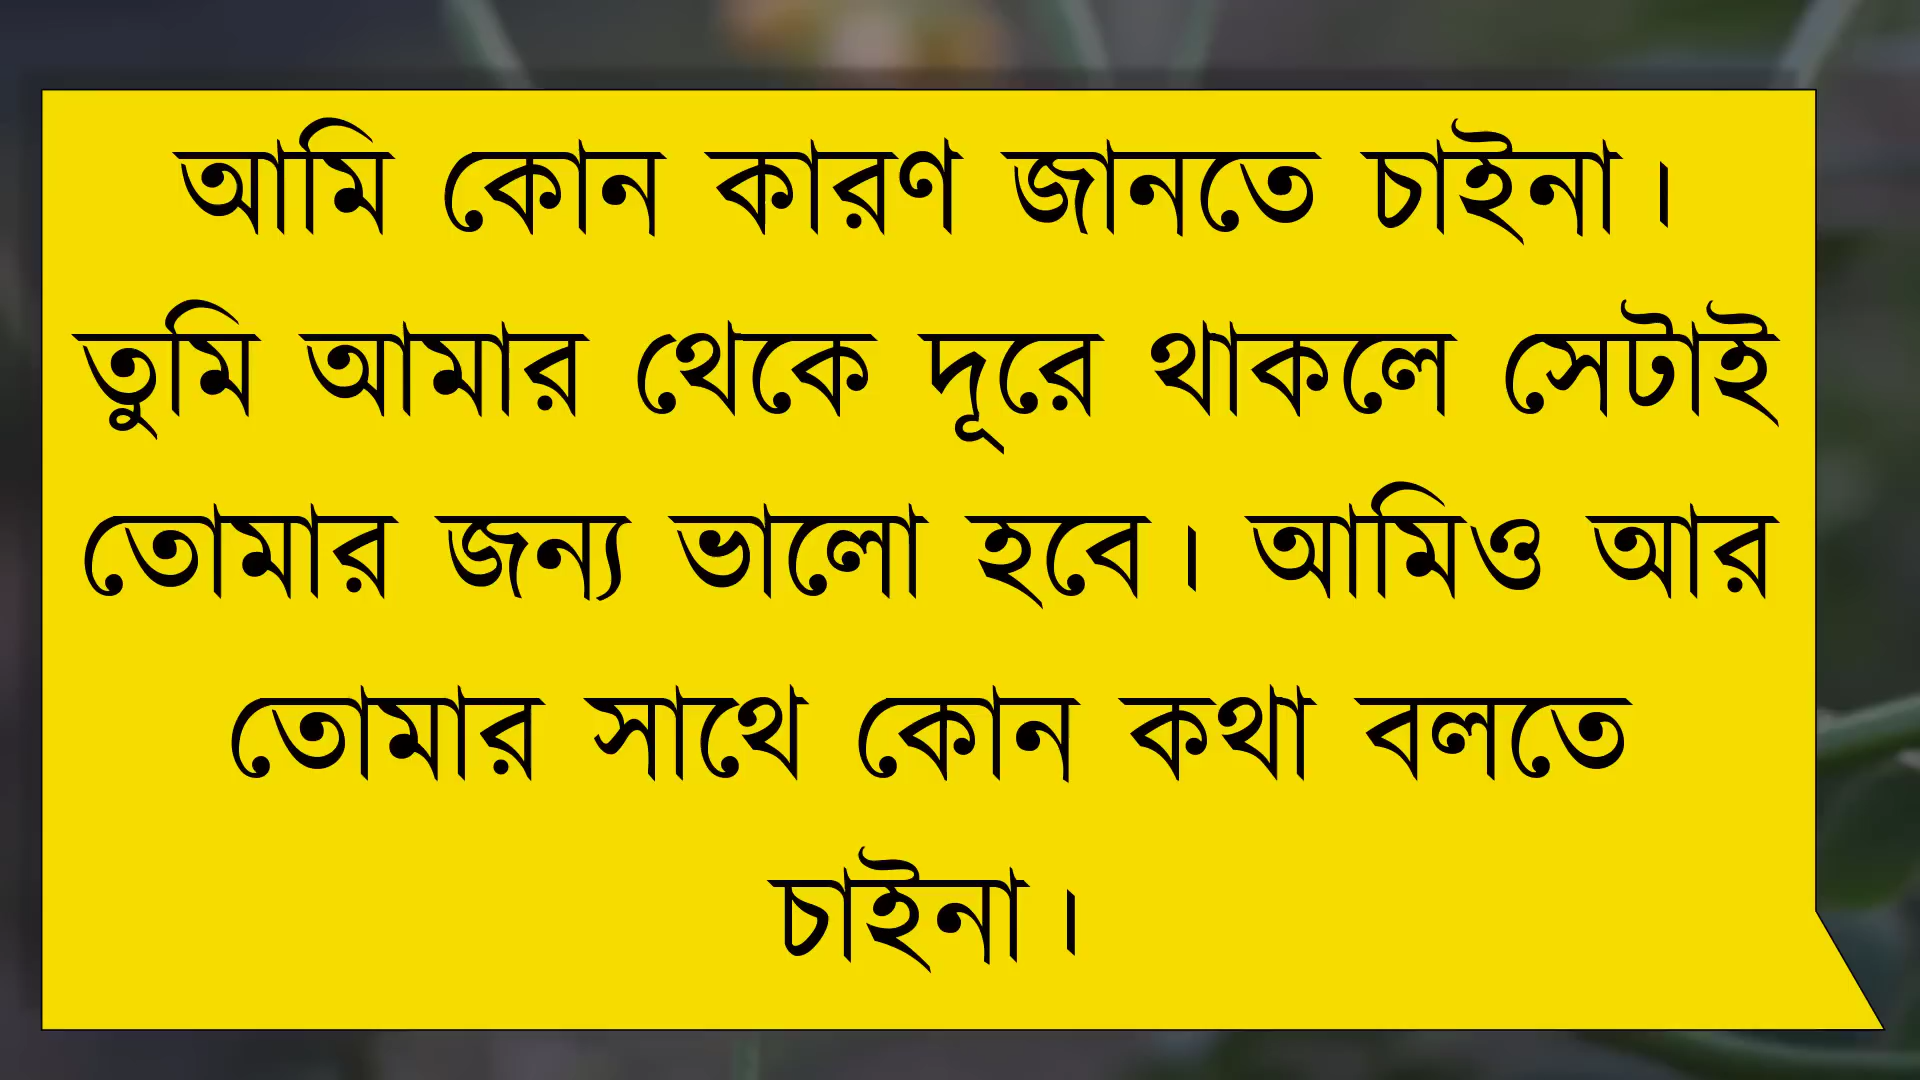 আমি কোন কারণ জানতে চাইনা।
তুমি আমার থেকে দূরে থাকলে সেটাই
তোমার জন্য ভালো হবে। আমিও আর
তোমার সাথে কোন কথা বলতে
চাইনা।